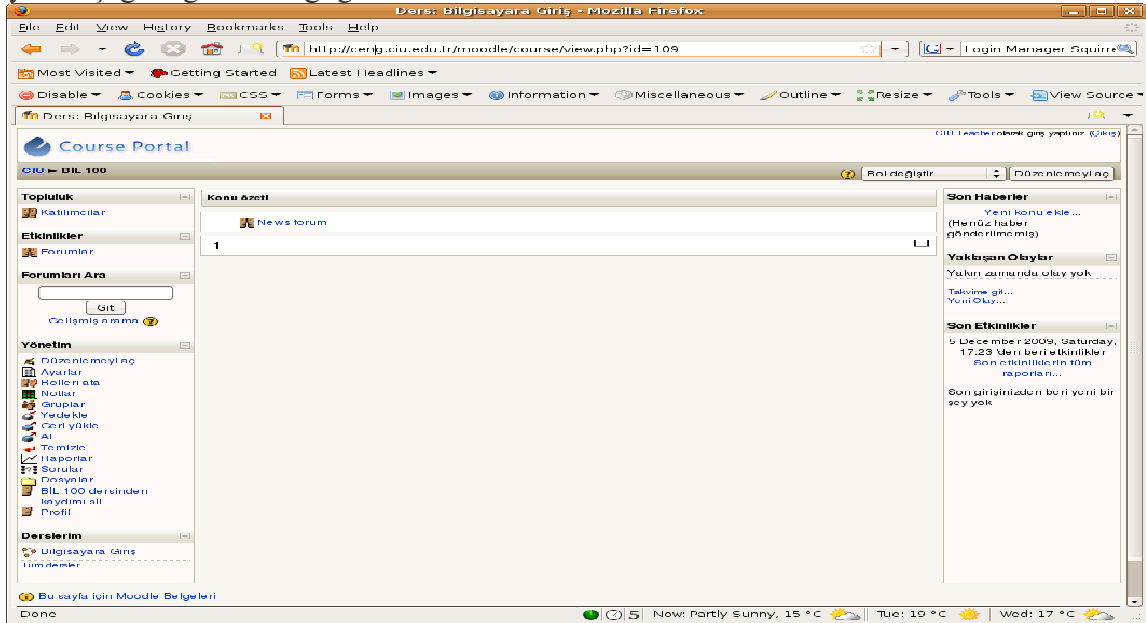 Ders: Bilgisayara Giriş - Mozilla Firefox
File Edit View History Bookmarks Tools Help
http://ceng.ciu.edu.tr/moodle/course/view.php?id=109
Login Manager Squirre
Most Visited Getting Started Latest Headlines
Disable Cookies CSS Forms Images Information Miscellaneous Outline Resize Tools View Source
Ders: Bilgisayara Giriş
CIU Teacher olarak giriş yaptınız (Çıkış)
Course Portal
CIU ► BIL 100
Rol değiştir
Düzenlemeyi aç
Topluluk
Katılımcılar
Etkinlikler
Forumlar
Forumları Ara
Git
Gelişmiş arama
Yönetim
Düzenlemeyi aç
Ayarlar
Rolleri ata
Notlar
Gruplar
Yedekle
Geri yükle
Al
Temizle
Raporlar
Sorular
Dosyalar
BİL 100 dersinden
kaydımı sil
Profil
Derslerim
Bilgisayara Giriş
Tüm dersler
Konu özeti
News forum
1
Son Haberler
Yeni konu ekle...
(Henüz haber
gönderilmemiş)
Yaklaşan Olaylar
Yakın zamanda olay yok
Takvime git...
Yeni Olay...
Son Etkinlikler
5 December 2009, Saturday,
17:23 'den beri etkinlikler
Son etkinliklerin tüm
raporları...
Son girişinizden beri yeni bir
şey yok
Bu sayfa için Moodle Belgeleri
Done
5 Now: Partly Sunny, 15 °C Tue: 19 °C Wed: 17 °C